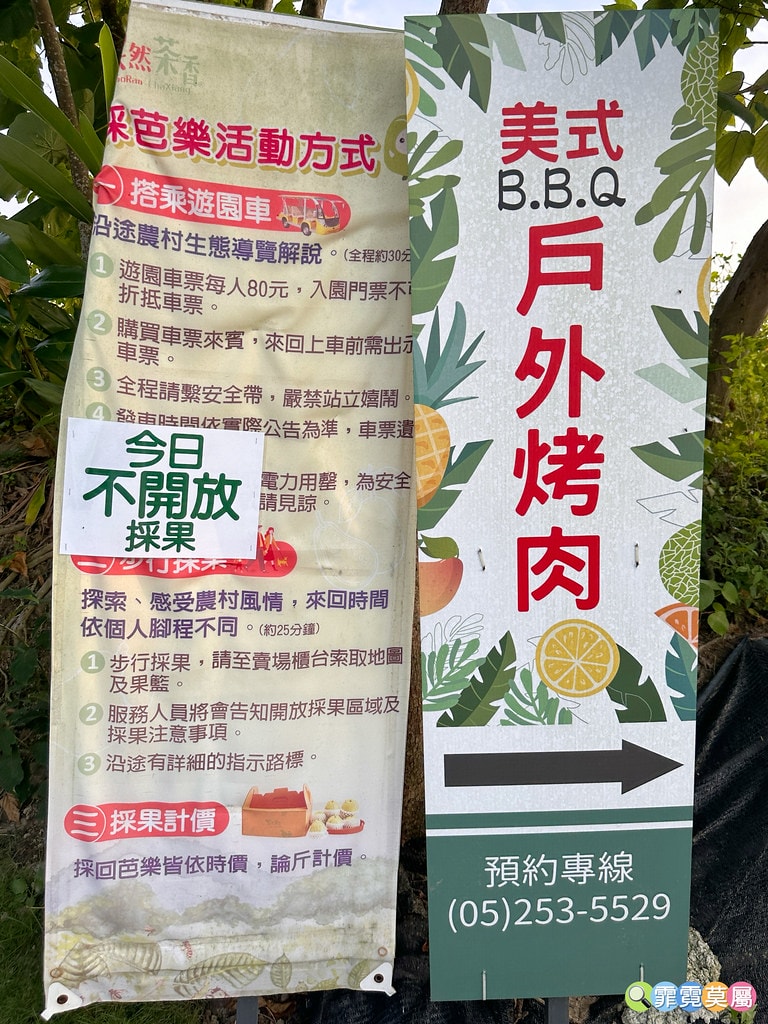 然 茶香
採芭樂活動方式
一 搭乘遊園車
沿途農村生態導覽解說。(全程約30分
1 遊園車票每人80元，入園門票不可
折抵車票。
2 購買車票來賓，來回上車前需出示
車票。
3 全程請繫安全帶，嚴禁站立嬉鬧。
4 發車時間依實際公告為準，車票遺
電力用罄，為安全
請見諒。
今日
不開放
採果
二 步行採果
探索、感受農村風情，來回時間
依個人腳程不同。(約25分鐘)
1 步行採果，請至賣場櫃台索取地圖
及果籃。
2 服務人員將會告知開放採果區域及
採果注意事項。
3 沿途有詳細的指示路標。
三 採果計價
採回芭樂皆依時價，論斤計價。
美式
B.B.Q
戶外烤肉
預約專線
(05)253-5529
霏霓莫屬